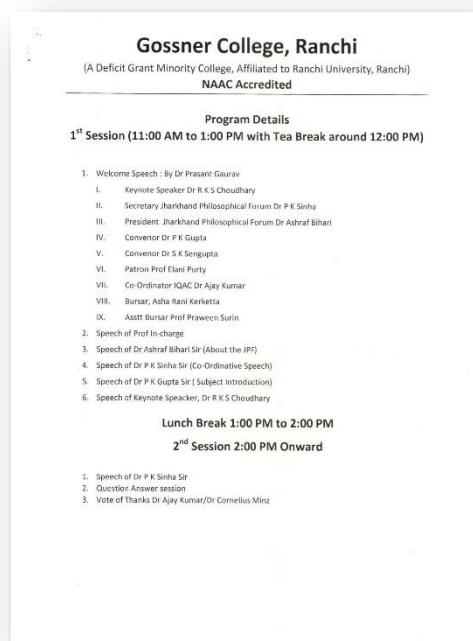 Gossner College, Ranchi
(A Deficit Grant Minority College, Affiliated to Ranchi University, Ranchi)
NAAC Accredited
Program Details
1st Session (11:00 AM to 1:00 PM with Tea Break around 12:00 PM)
1. Welcome Speech : By Dr Prasant Gaurav
I. Keynote Speaker Dr R K S Choudhary
II. Secretary Jharkhand Philosophical Forum Dr P K Sinha
III. President Jharkhand Philosophical Forum Dr Ashraf Bihari
IV. Convenor Dr P K Gupta
V. Convenor Dr S K Sengupta
VI. Patron Prof Elani Purty
VII. Co-Ordinator IQAC Dr Ajay Kumar
VIII. Bursar, Asha Rani Kerketta
IX. Asstt Bursar Prof Praween Surin
2. Speech of Prof In-charge
3. Speech of Dr Ashraf Bihari Sir (About the JPF)
4. Speech of Dr P K Sinha Sir (Co-Ordinative Speech)
5. Speech of Dr P K Gupta Sir ( Subject Introduction)
6. Speech of Keynote Speacker, Dr R K S Choudhary
Lunch Break 1:00 PM to 2:00 PM
2nd Session 2:00 PM Onward
1. Speech of Dr P K Sinha Sir
2. Question Answer session
3. Vote of Thanks Dr Ajay Kumar/Dr Cornelius Minz